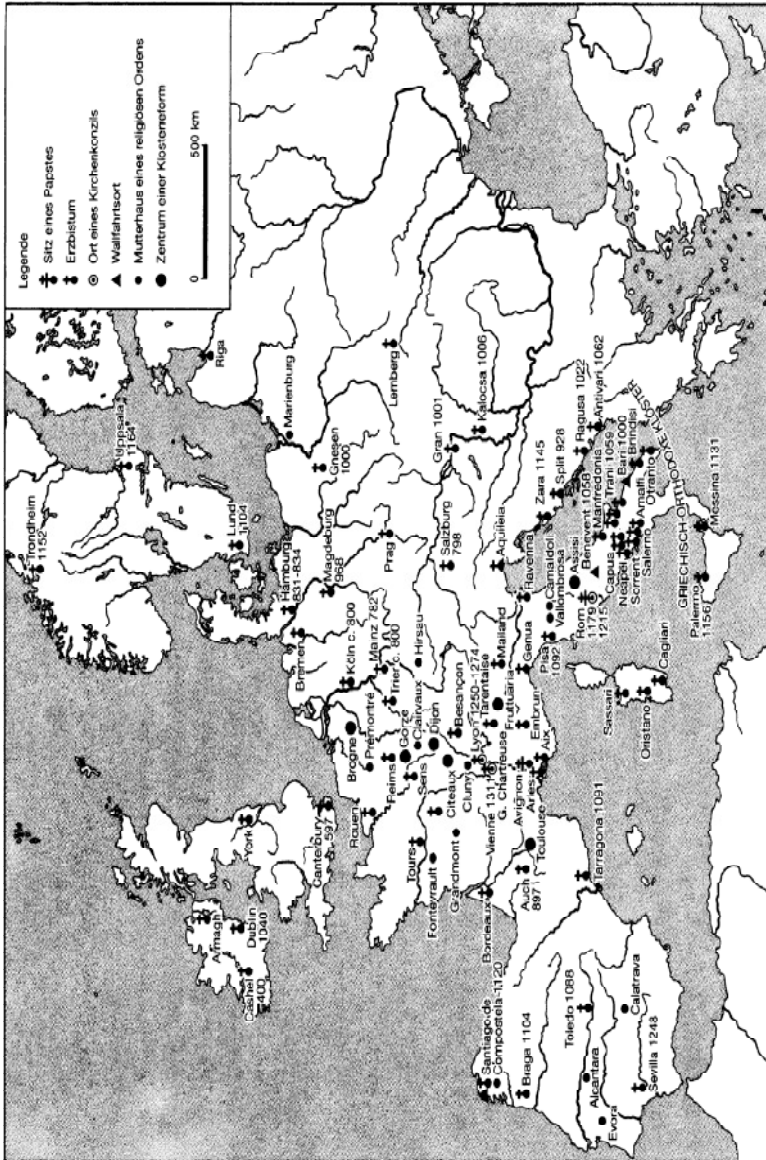 Legende
Sitz eines Papstes
Erzbistum
Ort eines Kirchenkonzils
Wallfahrtsort
Mutterhaus eines religiösen Ordens
Zentrum einer Klosterreform
0 500 km
Trondheim
1152
Uppsala
1164
Riga
Lund
1104
Marienburg
Hamburg
831-834
Gnesen
1000
Bremen
Magdeburg
968
Lemberg
Armagh
Dublin
1040
Cashel
York
Canterbury
597
Köln c. 800
Mainz 782
Trier c. 800
Prag
Brogne
Prémontré
Gorze
Reims
Rouen
Sens
Clairvaux
Hirsau
Dijon
Tours
Fontevrault
Citeaux
Besançon
Salzburg
798
Gran 1001
Kalocsa 1006
Cluny
Grandmont
Lyon 1250-1274
Tarentaise
Vienne 1311
G. Chartreuse
Fruttuaria
Mailand
Aquileia
Bordeaux
Auch
897
Toulouse
Avignon
Arles
Aix
Embrun
Genua
Ravenna
Zara 1145
Split 928
Ragusa 1022
Antivari 1062
Pisa
1092
Camaldoli
Vallombrosa
Assisi
Rom
1179
1215
Benevent 1058
Manfredonia
Trani 1059
Bari 1000
Brindisi
Capua
Neapel
Sorrent
Amalfi
Salerno
Otranto
GRIECHISCH-ORTHODOXE KLÖSTER
Santiago de
Compostela 1120
Braga 1104
Toledo 1088
Tarragona 1091
Alcantara
Calatrava
Evora
Sevilla 1248
Sassari
Oristano
Cagliari
Palermo
1156
Messina 1131